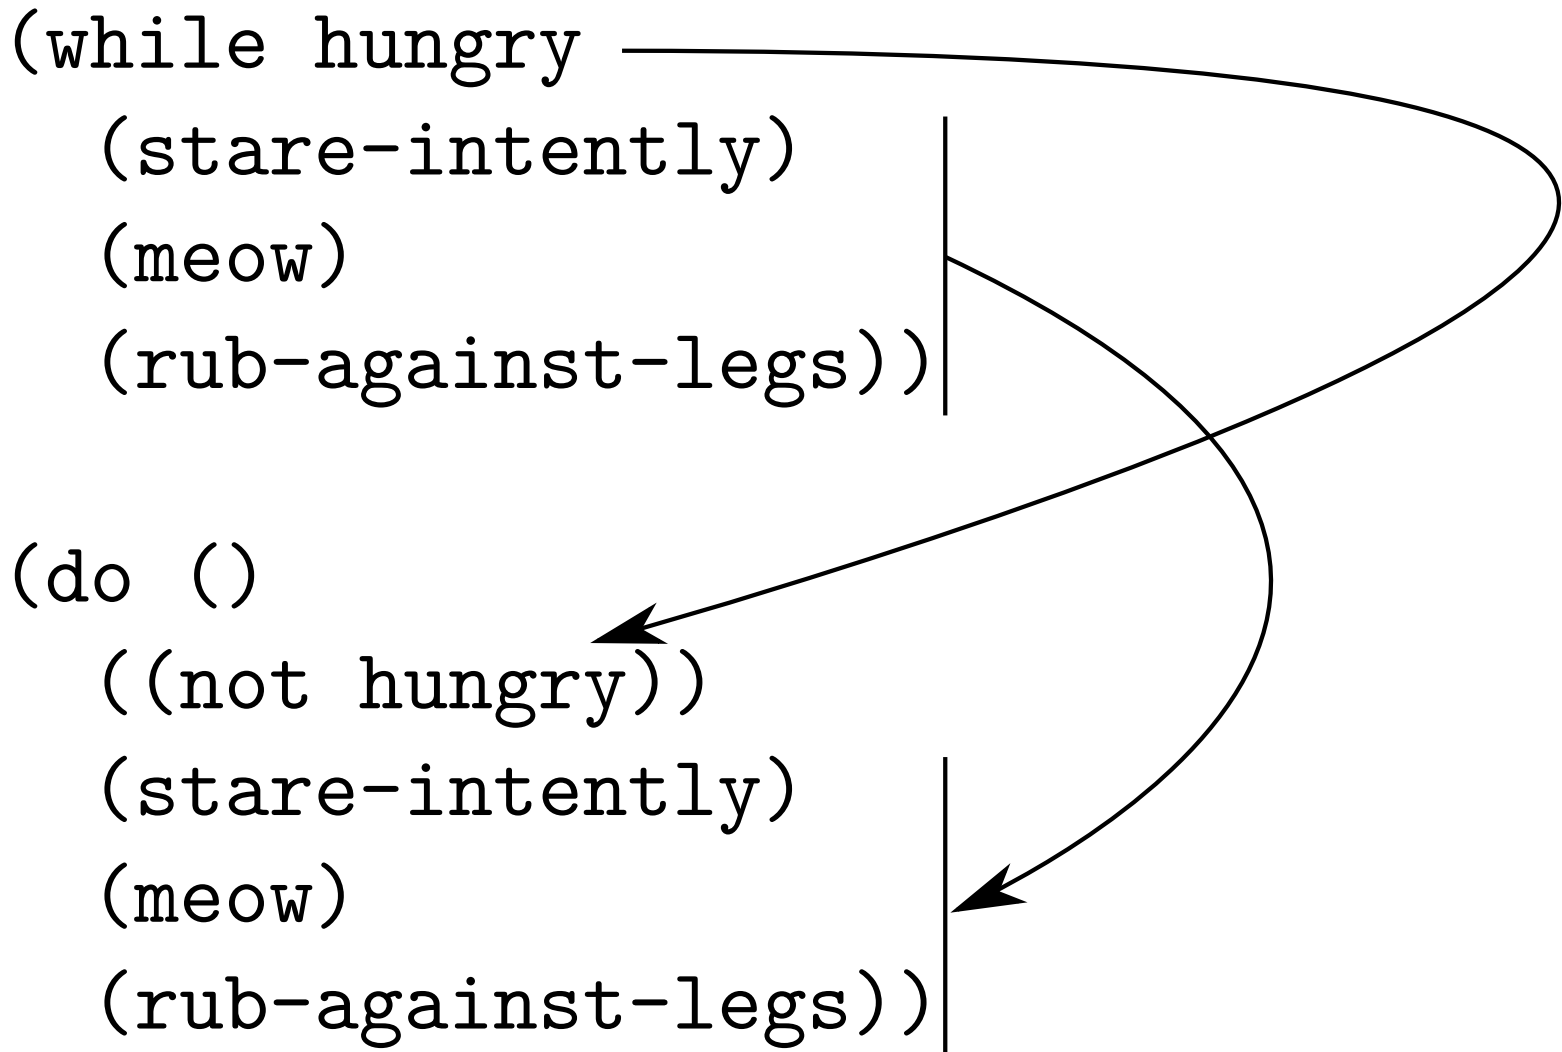 (while hungry
  (stare-intently)
  (meow)
  (rub-against-legs))
(do ()
  ((not hungry))
  (stare-intently)
  (meow)
  (rub-against-legs))